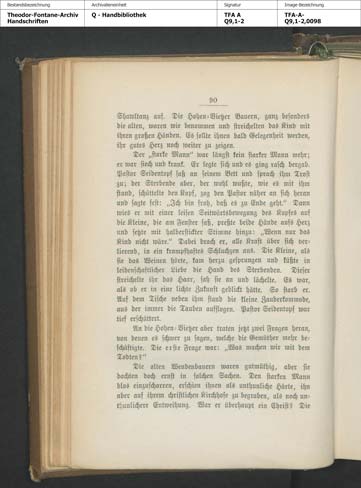 Bestandsbezeichnung
Archivalieneinheit
Signatur
Image-Bezeichnung
Theodor-Fontane-Archiv
Handschriften
Q - Handbibliothek
TFA A
Q9,1-2
TFA-A-
Q9,1-2,0098
90
Shawltanz auf. Die Hohen-Vietzer Bauern, ganz besonders
die alten, waren wie benommen und streichelten das Kind mit
ihren großen Händen. Es sollte ihnen bald Gelegenheit werden,
ihr gutes Herz noch weiter zu zeigen.
Der „starke Mann“ war längst kein starker Mann mehr;
er war siech und krank. Er legte sich und es ging rasch bergab.
Pastor Seidentopf saß an seinem Bett und sprach ihm Trost
zu; der Sterbende aber, der wohl wußte, wie es mit ihm
stand, schüttelte den Kopf, zog den Pastor näher an sich heran
und sagte fest: „Ich bin froh, daß es zu Ende geht.“ Dann
wies er mit einer leisen Seitwärtsbewegung des Kopfes auf
die Kleine, die am Fenster saß, preßte beide Hände aufs Herz
und setzte mit halberstickter Stimme hinzu: „Wenn nur das
Kind nicht wäre.“ Dabei brach er, alle Kraft über sich ver-
lierend, in ein krampfhaftes Schluchzen aus. Die Kleine, als
sie das Weinen hörte, kam herzu gesprungen und küßte in
leidenschaftlicher Liebe die Hand des Sterbenden. Dieser
streichelte ihr das Haar, sah sie an und lächelte. Es war,
als ob er in eine lichte Zukunft geblickt hätte. So starb er.
Auf dem Tische neben ihm stand die kleine Zauberkommode,
aus der immer die Tauben aufflogen. Pastor Seidentopf war
tief erschüttert.
An die Hohen-Vietzer aber traten jetzt zwei Fragen heran,
von denen es schwer zu sagen, welche die Gemüther mehr be-
schäftigte. Die erste Frage war: „Was machen wir mit dem
Todten?“
Die alten Wendenbauern waren gutmüthig, aber sie
dachten doch ernst in solchen Sachen. Den starken Mann
blos einzuscharren, erschien ihnen als unthunliche Härte, ihn
aber auf ihrem christlichen Kirchhofe zu begraben, als noch un-
thunlichere Entweihung. War er überhaupt ein Christ? Die